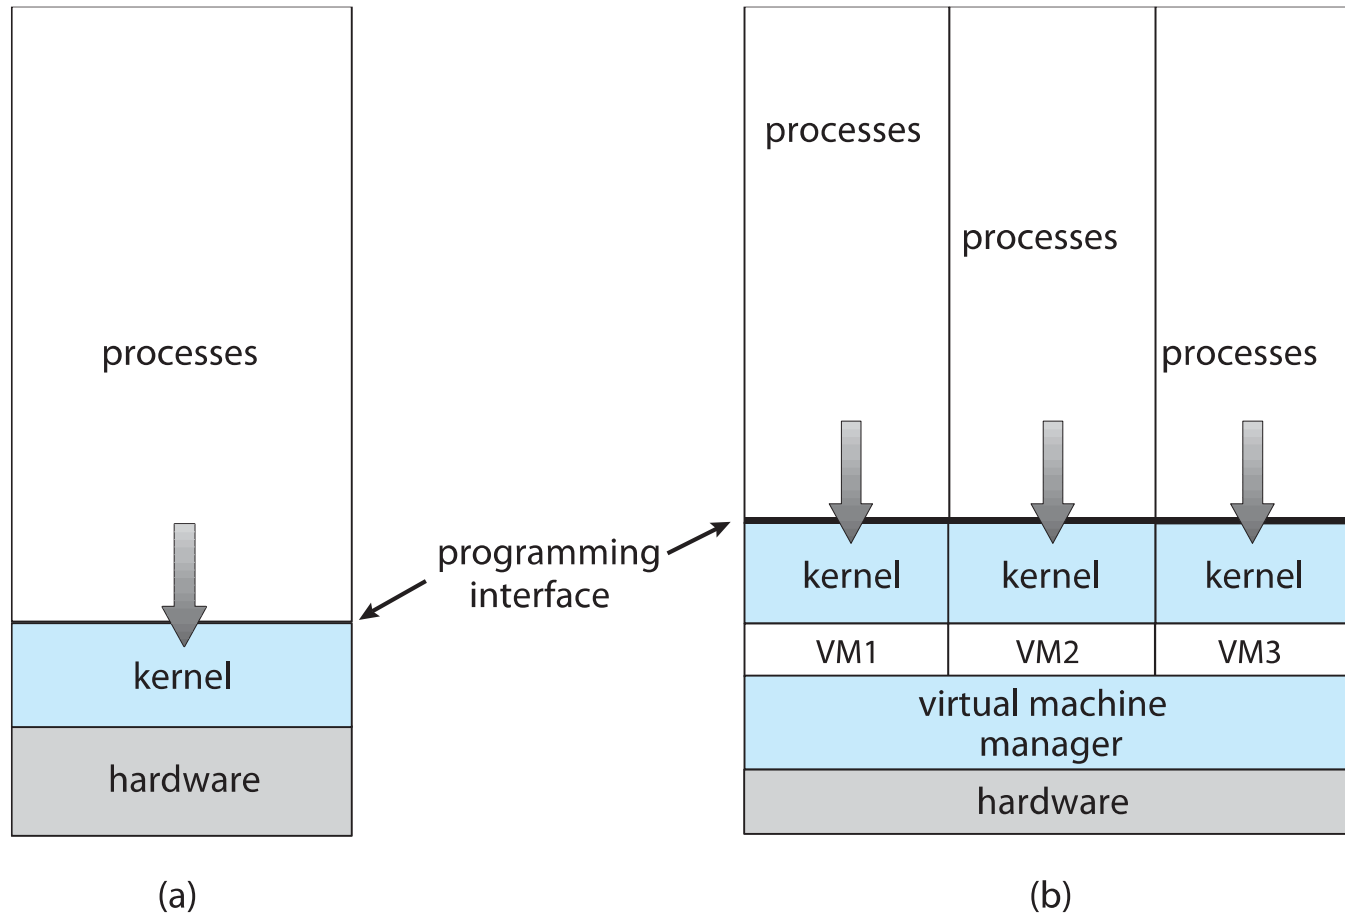 processes
kernel
hardware
(a)
programming
interface
processes
processes
processes
kernel
kernel
kernel
VM1
VM2
VM3
virtual machine
manager
hardware
(b)